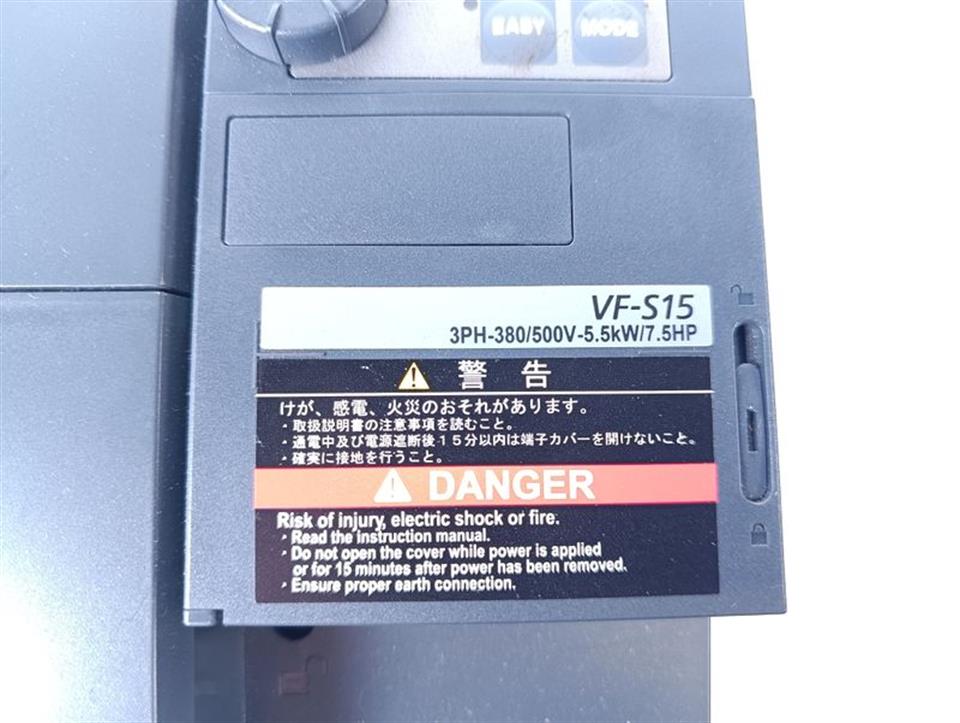 EASY MODE
VF-S15
3PH-380/500V-5.5kW/7.5HP
警 告
けが、感電、火災のおそれがあります。
・取扱説明書の注意事項を読むこと。
・通電中及び電源遮断後15分以内は端子カバーを開けないこと。
・確実に接地を行うこと。
DANGER
Risk of injury, electric shock or fire.
・Read the instruction manual.
・Do not open the cover while power is applied
or for 15 minutes after power has been removed.
・Ensure proper earth connection.